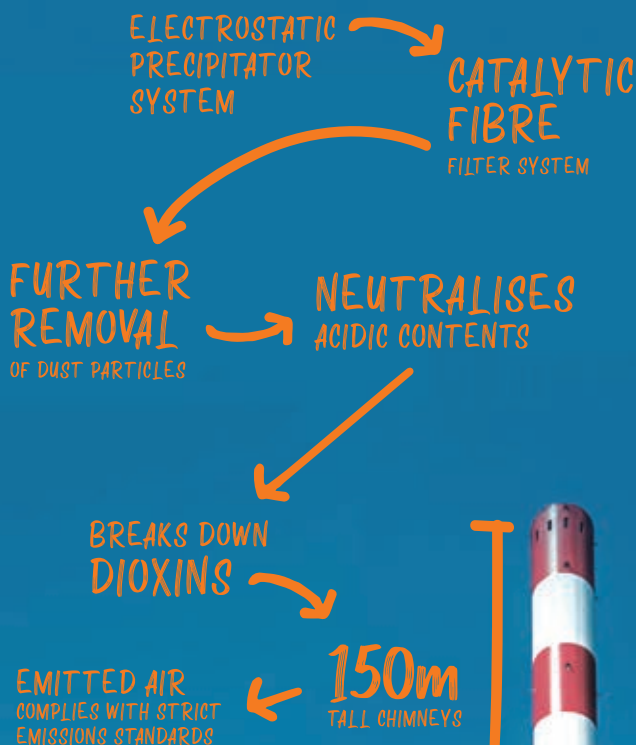 ELECTROSTATIC
PRECIPITATOR
SYSTEM
CATALYTIC
FIBRE
FILTER SYSTEM
FURTHER
REMOVAL
OF DUST PARTICLES
NEUTRALISES
ACIDIC CONTENTS
BREAKS DOWN
DIOXINS
150m
TALL CHIMNEYS
EMITTED AIR
COMPLIES WITH STRICT
EMISSIONS STANDARDS